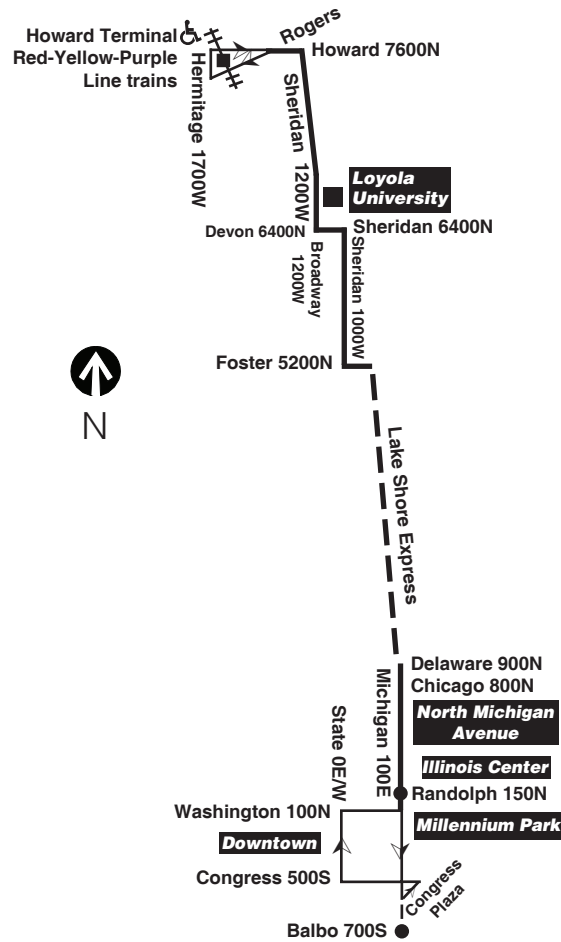 Howard Terminal
Red-Yellow-Purple
Line trains
Rogers
Howard 7600N
Hermitage 1700W
Sheridan 1200W
Loyola
University
Devon 6400N
Sheridan 6400N
Broadway
1200W
Sheridan 1000W
Foster 5200N
N
Lake Shore Express
Delaware 900N
Chicago 800N
Michigan 100E
North Michigan
Avenue
State 0E/W
Illinois Center
Randolph 150N
Washington 100N
Millennium Park
Downtown
Congress 500S
Congress
Plaza
Balbo 700S